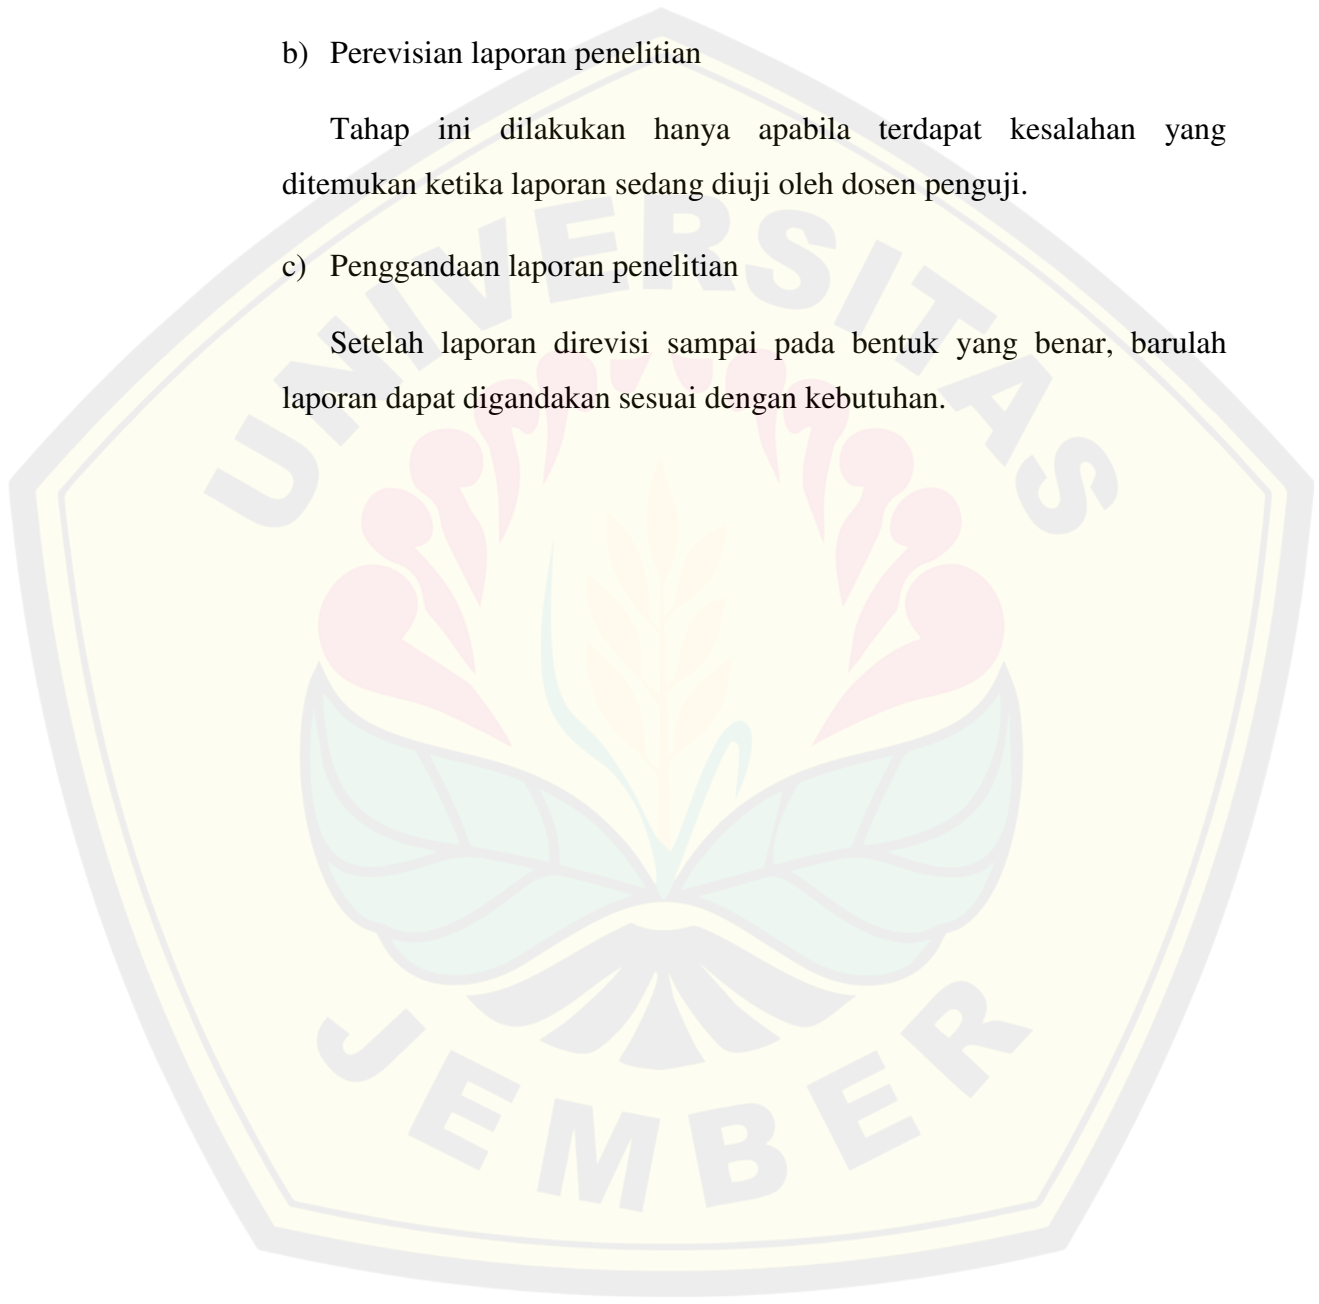 b) Perevisian laporan penelitian
Tahap ini dilakukan hanya apabila terdapat kesalahan yang
ditemukan ketika laporan sedang diuji oleh dosen penguji.
c) Penggandaan laporan penelitian
Setelah laporan direvisi sampai pada bentuk yang benar, barulah
laporan dapat digandakan sesuai dengan kebutuhan.
UNIVERSITAS
JEMBER